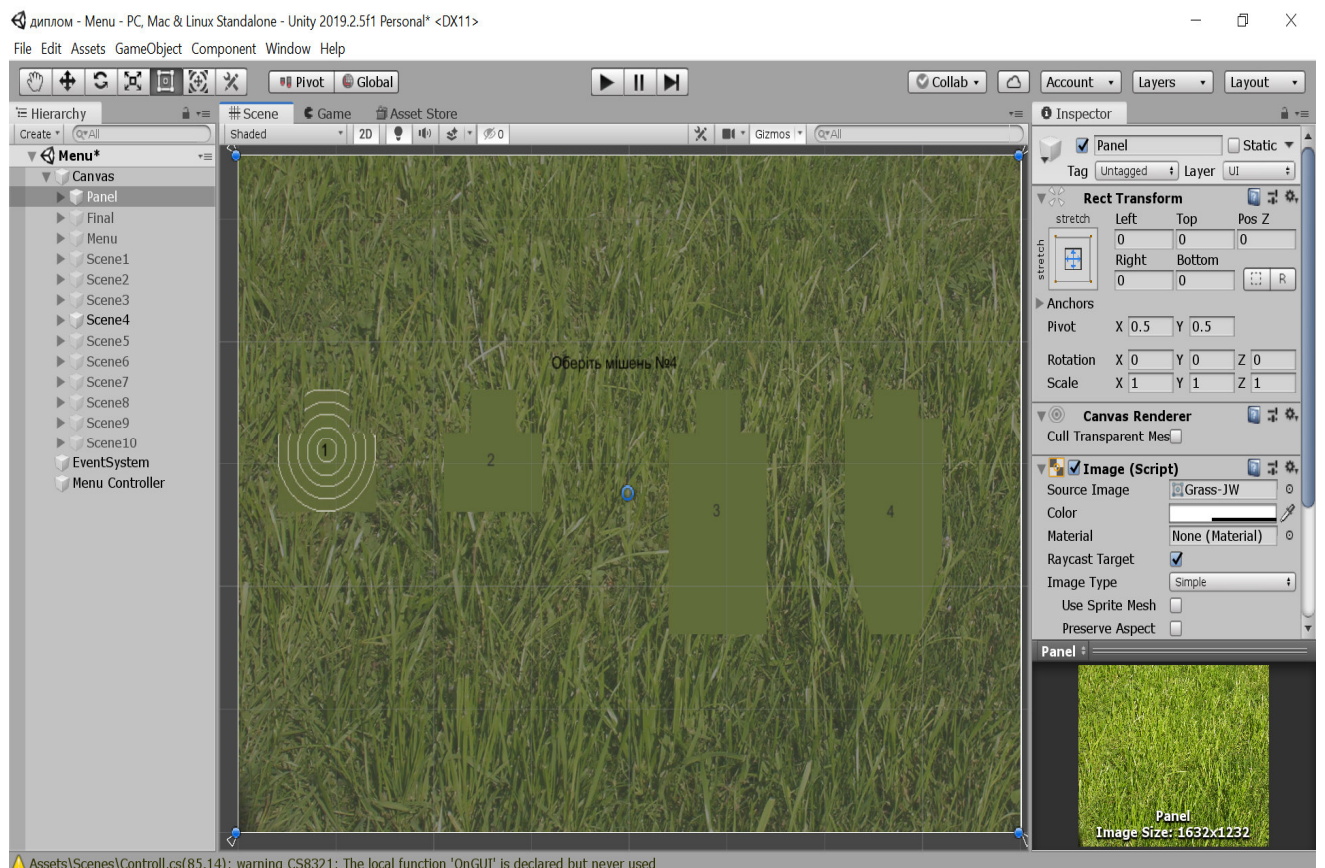 диплом - Menu - PC, Mac & Linux Standalone - Unity 2019.2.5f1 Personal* <DX11>
File Edit Assets GameObject Component Window Help
Pivot Global Collab Account Layers Layout
Hierarchy
Create All
Menu*
Canvas
Panel
Final
Menu
Scene1
Scene2
Scene3
Scene4
Scene5
Scene6
Scene7
Scene8
Scene9
Scene10
EventSystem
Menu Controller
Scene Game Asset Store
Shaded 2D 0 Gizmos All
Оберіть мішень №4
1
2
3
4
Inspector
Panel Static
Tag Untagged Layer UI
Rect Transform
stretch Left Top Pos Z
stretch
0 0 0
Right Bottom
0 0 R
Anchors
Pivot X 0.5 Y 0.5
Rotation X 0 Y 0 Z 0
Scale X 1 Y 1 Z 1
Canvas Renderer
Cull Transparent Mes
Image (Script)
Source Image Grass-JW
Color
Material None (Material)
Raycast Target
Image Type Simple
Use Sprite Mesh
Preserve Aspect
Panel
Panel
Image Size: 1632x1232
Assets\Scenes\Controll.cs(85,14): warning CS8321: The local function 'OnGUI' is declared but never used